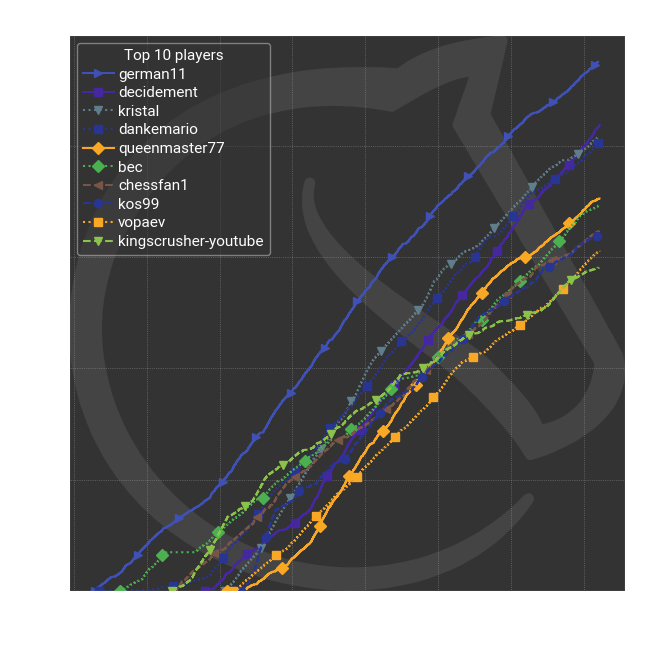 Top 10 players
german11
decidement
kristal
dankemario
queenmaster77
bec
chessfan1
kos99
vopaev
kingscrusher-youtube